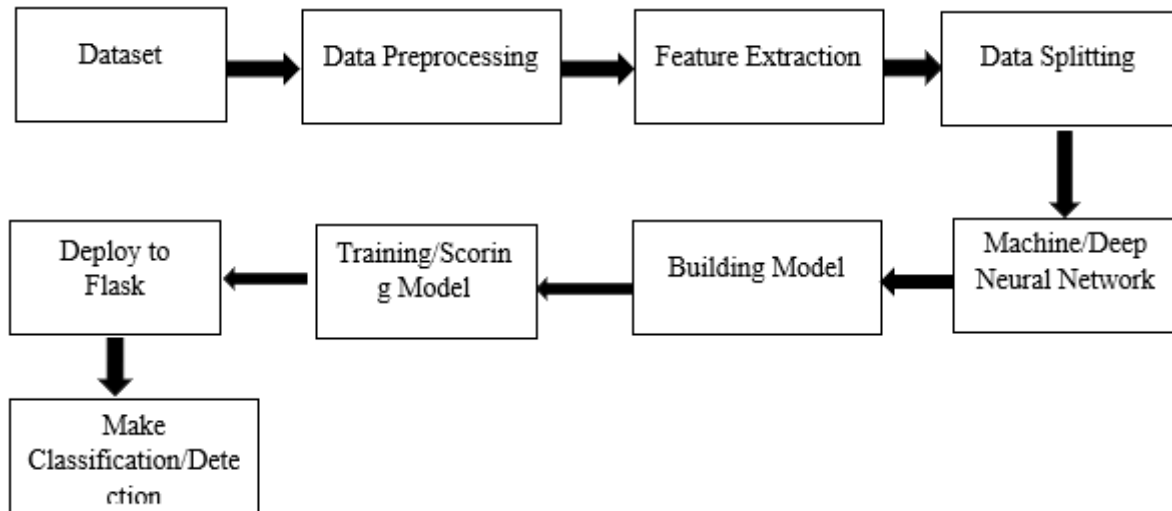 Dataset
Data Preprocessing
Feature Extraction
Data Splitting
Machine/Deep
Neural Network
Building Model
Training/Scorin
g Model
Deploy to
Flask
Make
Classification/Dete
ction